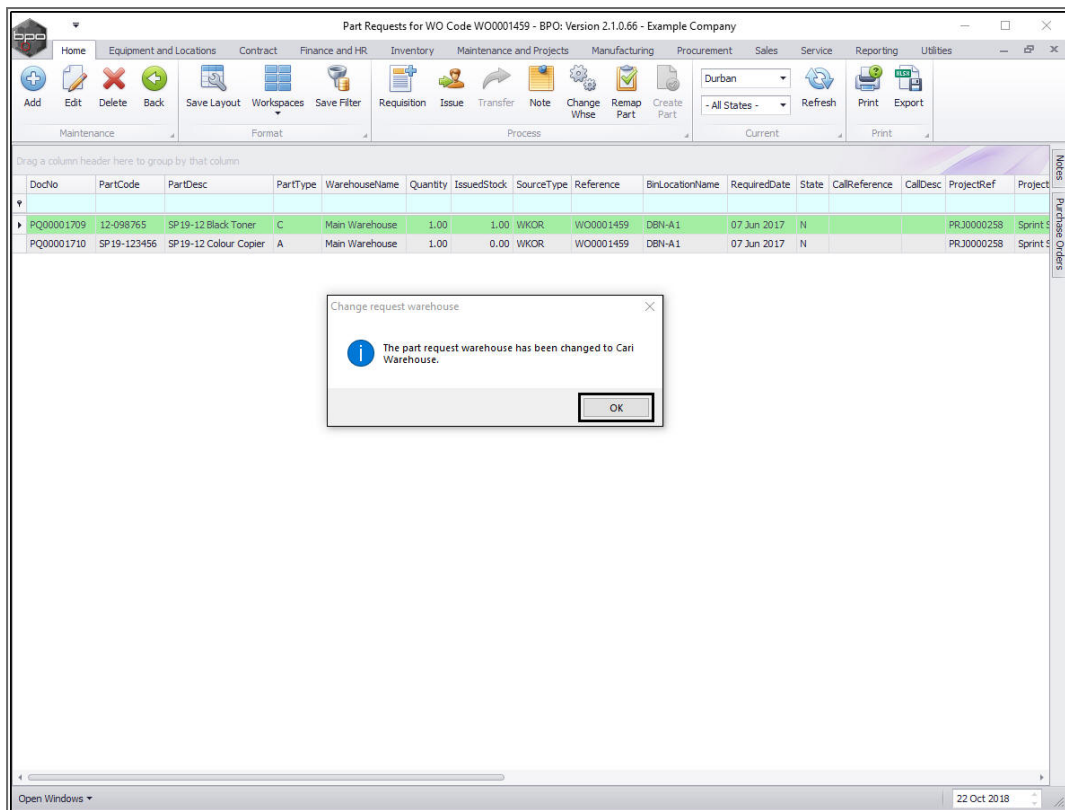 bpo
Part Requests for WO Code WO0001459 - BPO: Version 2.1.0.66 - Example Company
Home Equipment and Locations Contract Finance and HR Inventory Maintenance and Projects Manufacturing Procurement Sales Service Reporting Utilities
Add Edit Delete Back Save Layout Workspaces Save Filter Requisition Issue Transfer Note Change Whse Remap Part Create Part Durban - All States - Refresh Print Export
Maintenance Format Process Current Print
Drag a column header here to group by that column
DocNo PartCode PartDesc PartType WarehouseName Quantity IssuedStock SourceType Reference BinLocationName RequiredDate State CallReference CallDesc ProjectRef Project
PQ00001709 12-098765 SP19-12 Black Toner C Main Warehouse 1.00 1.00 WKOR WO0001459 DBN-A1 07 Jun 2017 N PRJ0000258 Sprint S
PQ00001710 SP19-123456 SP19-12 Colour Copier A Main Warehouse 1.00 0.00 WKOR WO0001459 DBN-A1 07 Jun 2017 N PRJ0000258 Sprint S
Notes
Purchase Orders
Change request warehouse
The part request warehouse has been changed to Cari
Warehouse.
OK
Open Windows 22 Oct 2018